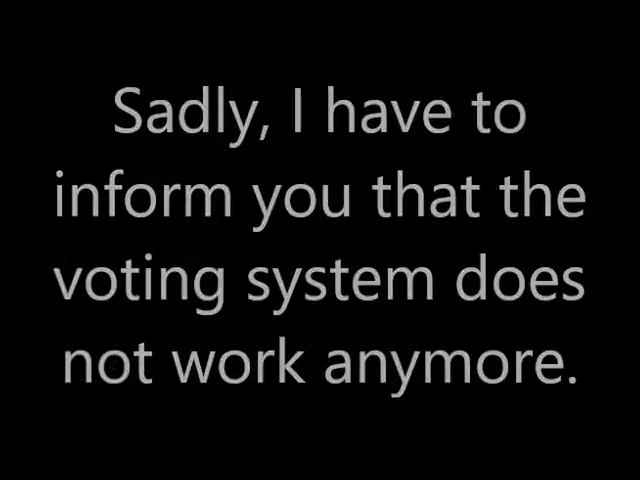 Sadly, I have to
inform you that the
voting system does
not work anymore.